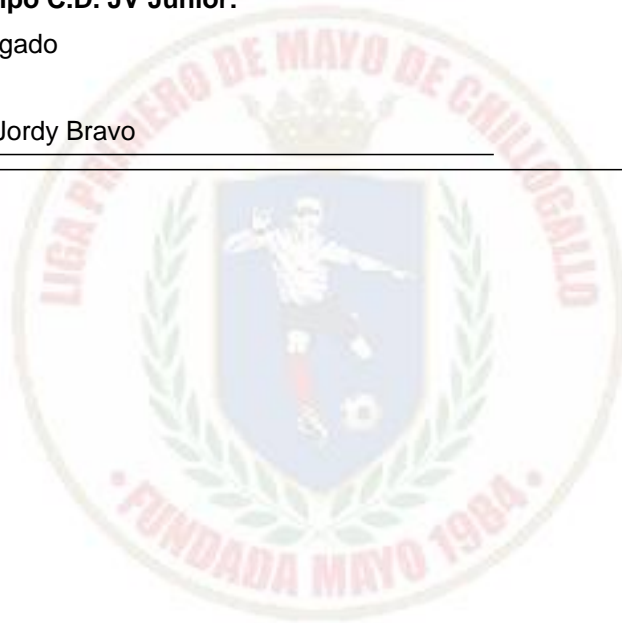 ipo C.D. JV Junior:
gado
Jordy Bravo
LIGA PRIMERO DE MAYO DE CHILLOGALLO
• FUNDADA MAYO 1984 •